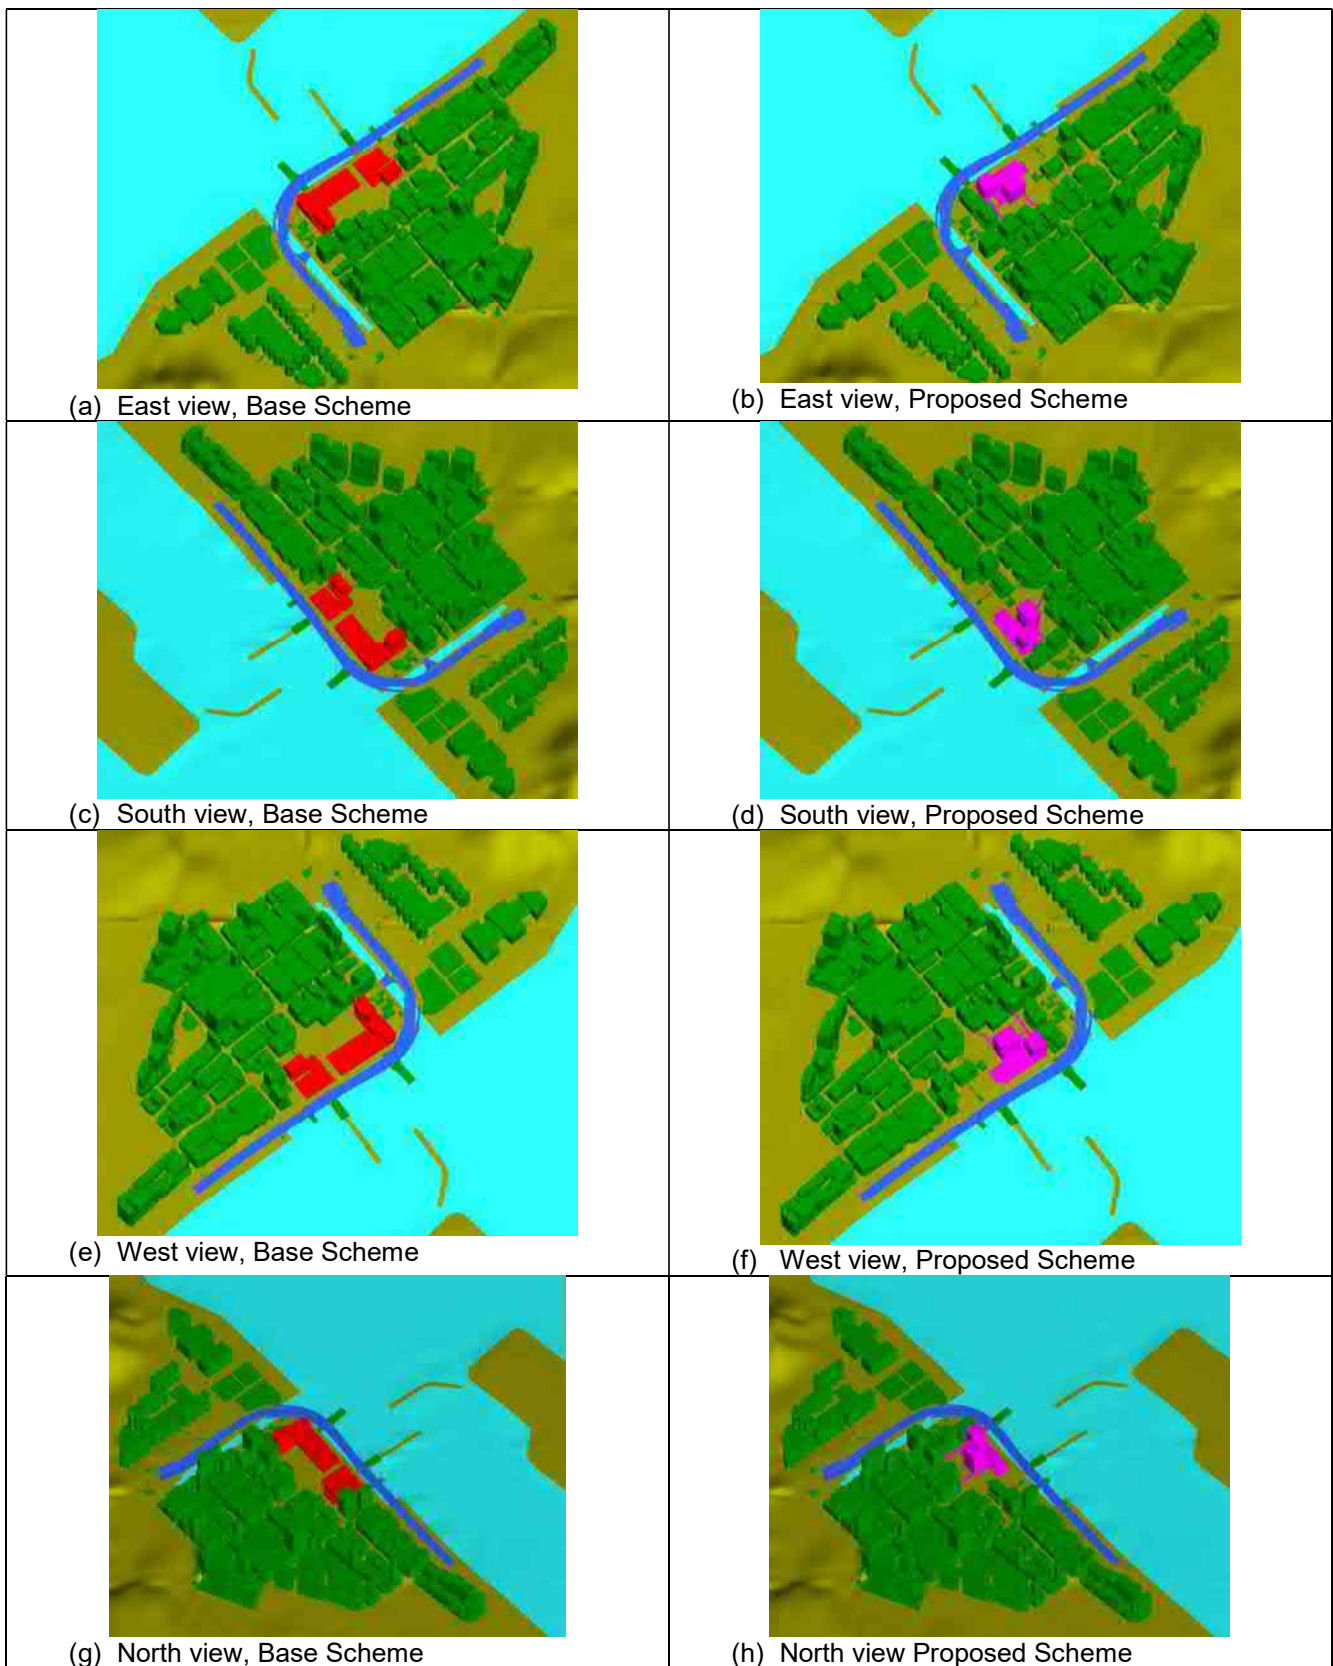 (a) East view, Base Scheme
(b) East view, Proposed Scheme
(c) South view, Base Scheme
(d) South view, Proposed Scheme
(e) West view, Base Scheme
(f) West view, Proposed Scheme
(g) North view, Base Scheme
(h) North view Proposed Scheme